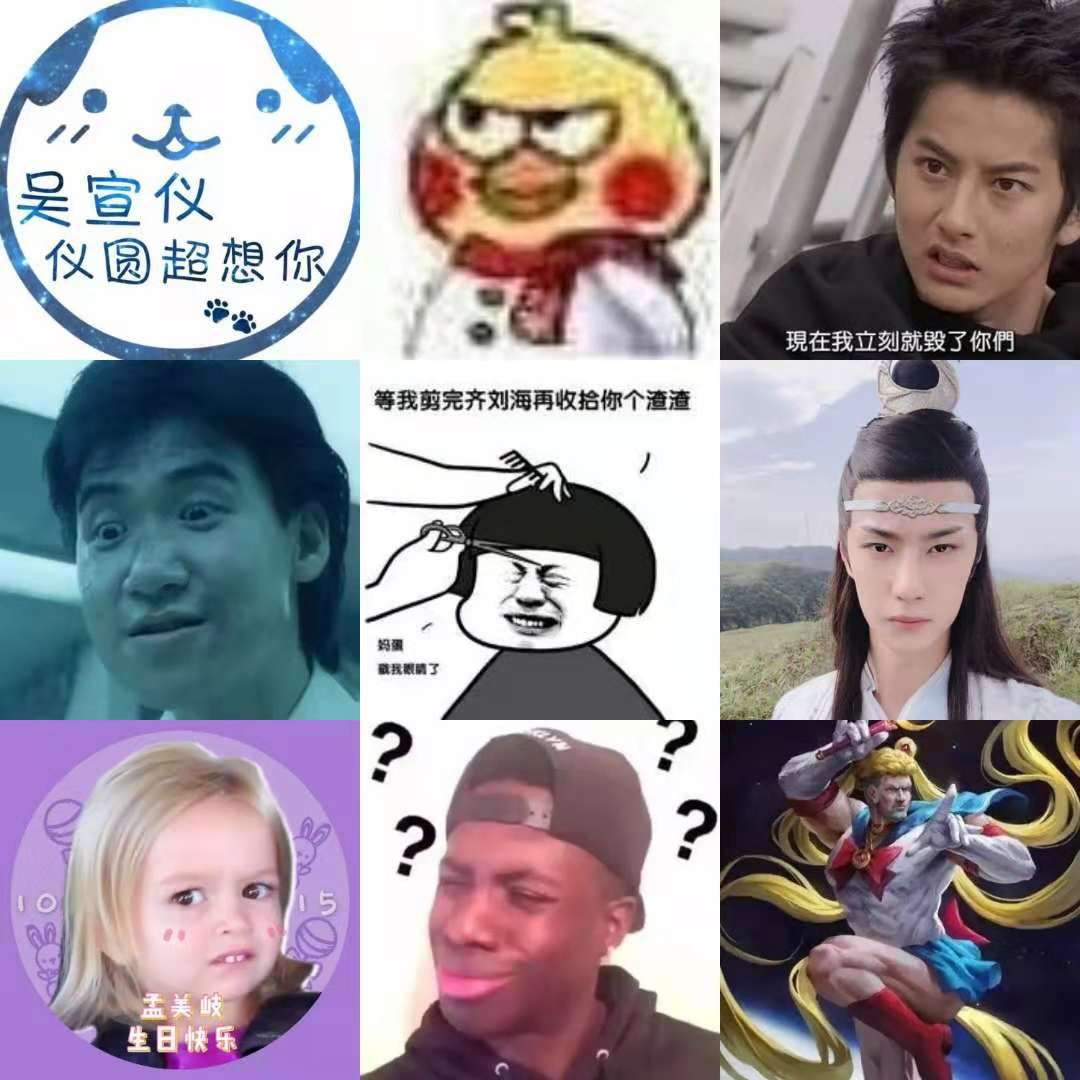 吴宣仪
仪圆超想你
現在我立刻就毀了你們
等我剪完齐刘海再收拾你个渣渣
妈蛋
戳我眼睛了
10 15
孟美岐
生日快乐
? ?
? ?